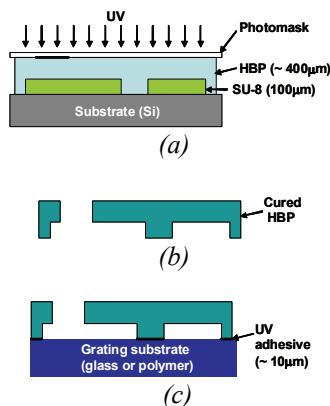 UV
Photomask
HBP (~ 400µm)
SU-8 (100µm)
Substrate (Si)
(a)
Cured
HBP
(b)
UV
adhesive
(~ 10µm)
Grating substrate
(glass or polymer)
(c)